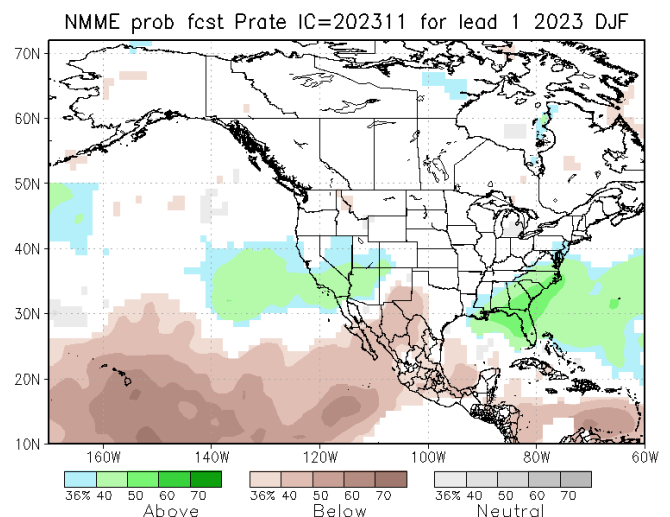 NMME prob fcst Prate IC=202311 for lead 1 2023 DJF
70N
60N
50N
40N
30N
20N
10N
160W 140W 120W 100W 80W 60W
36% 40 50 60 70 36% 40 50 60 70 36% 40 50 60 70
Above Below Neutral